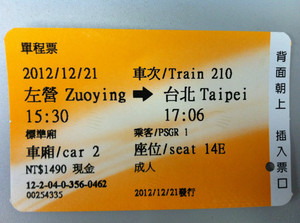 單程票
2012/12/21 車次/Train 210
左營 Zuoying → 台北 Taipei
15:30 17:06
標準廂 乘客/PSGR 1
車廂/car 2 座位/seat 14E
NT$1490 現金 成人
12-2-04-0-356-0462
00254335 2012/12/21發行
背面朝上 插入票口